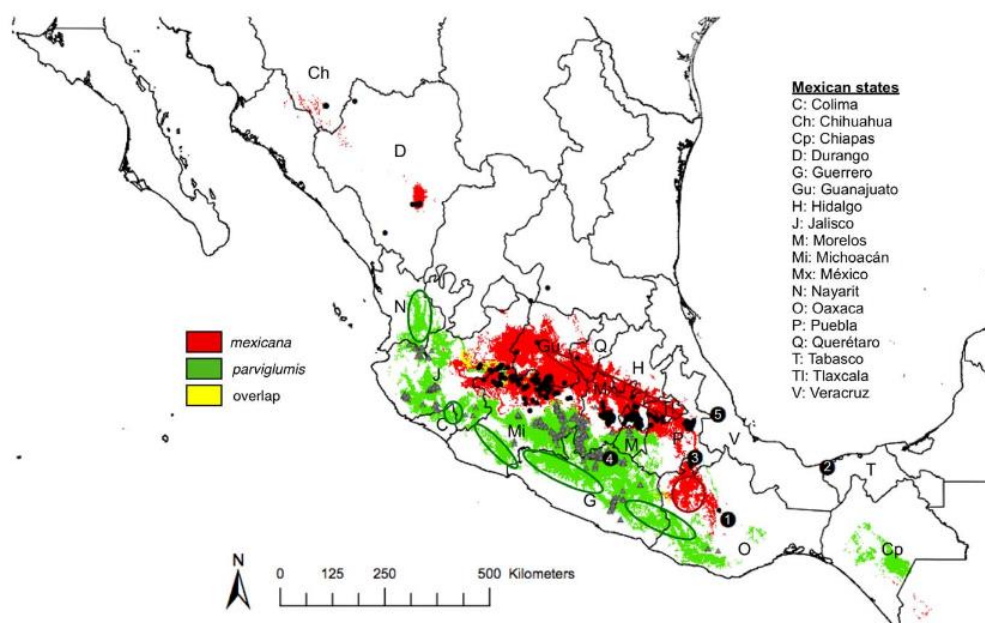 Ch
D
Mexican states
C: Colima
Ch: Chihuahua
Cp: Chiapas
D: Durango
G: Guerrero
Gu: Guanajuato
H: Hidalgo
J: Jalisco
M: Morelos
Mi: Michoacán
Mx: México
N: Nayarit
O: Oaxaca
P: Puebla
Q: Querétaro
T: Tabasco
Tl: Tlaxcala
V: Veracruz
N
mexicana
parviglumis
overlap
Gu
Q
H
J
C
Mi
M
P
5
V
4
3
2
T
G
1
O
Cp
N
0 125 250 500 Kilometers